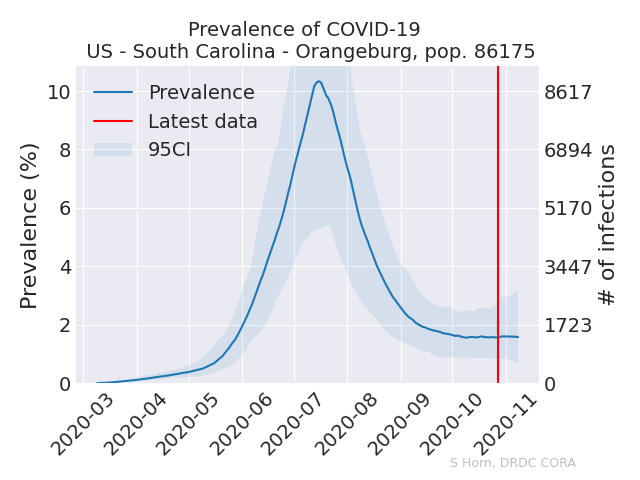 Prevalence of COVID-19
US - South Carolina - Orangeburg, pop. 86175
Prevalence
Latest data
95CI
Prevalence (%)
10
8
6
4
2
0
8617
6894
5170
3447
1723
0
# of infections
2020-03
2020-04
2020-05
2020-06
2020-07
2020-08
2020-09
2020-10
2020-11
S Horn, DRDC CORA